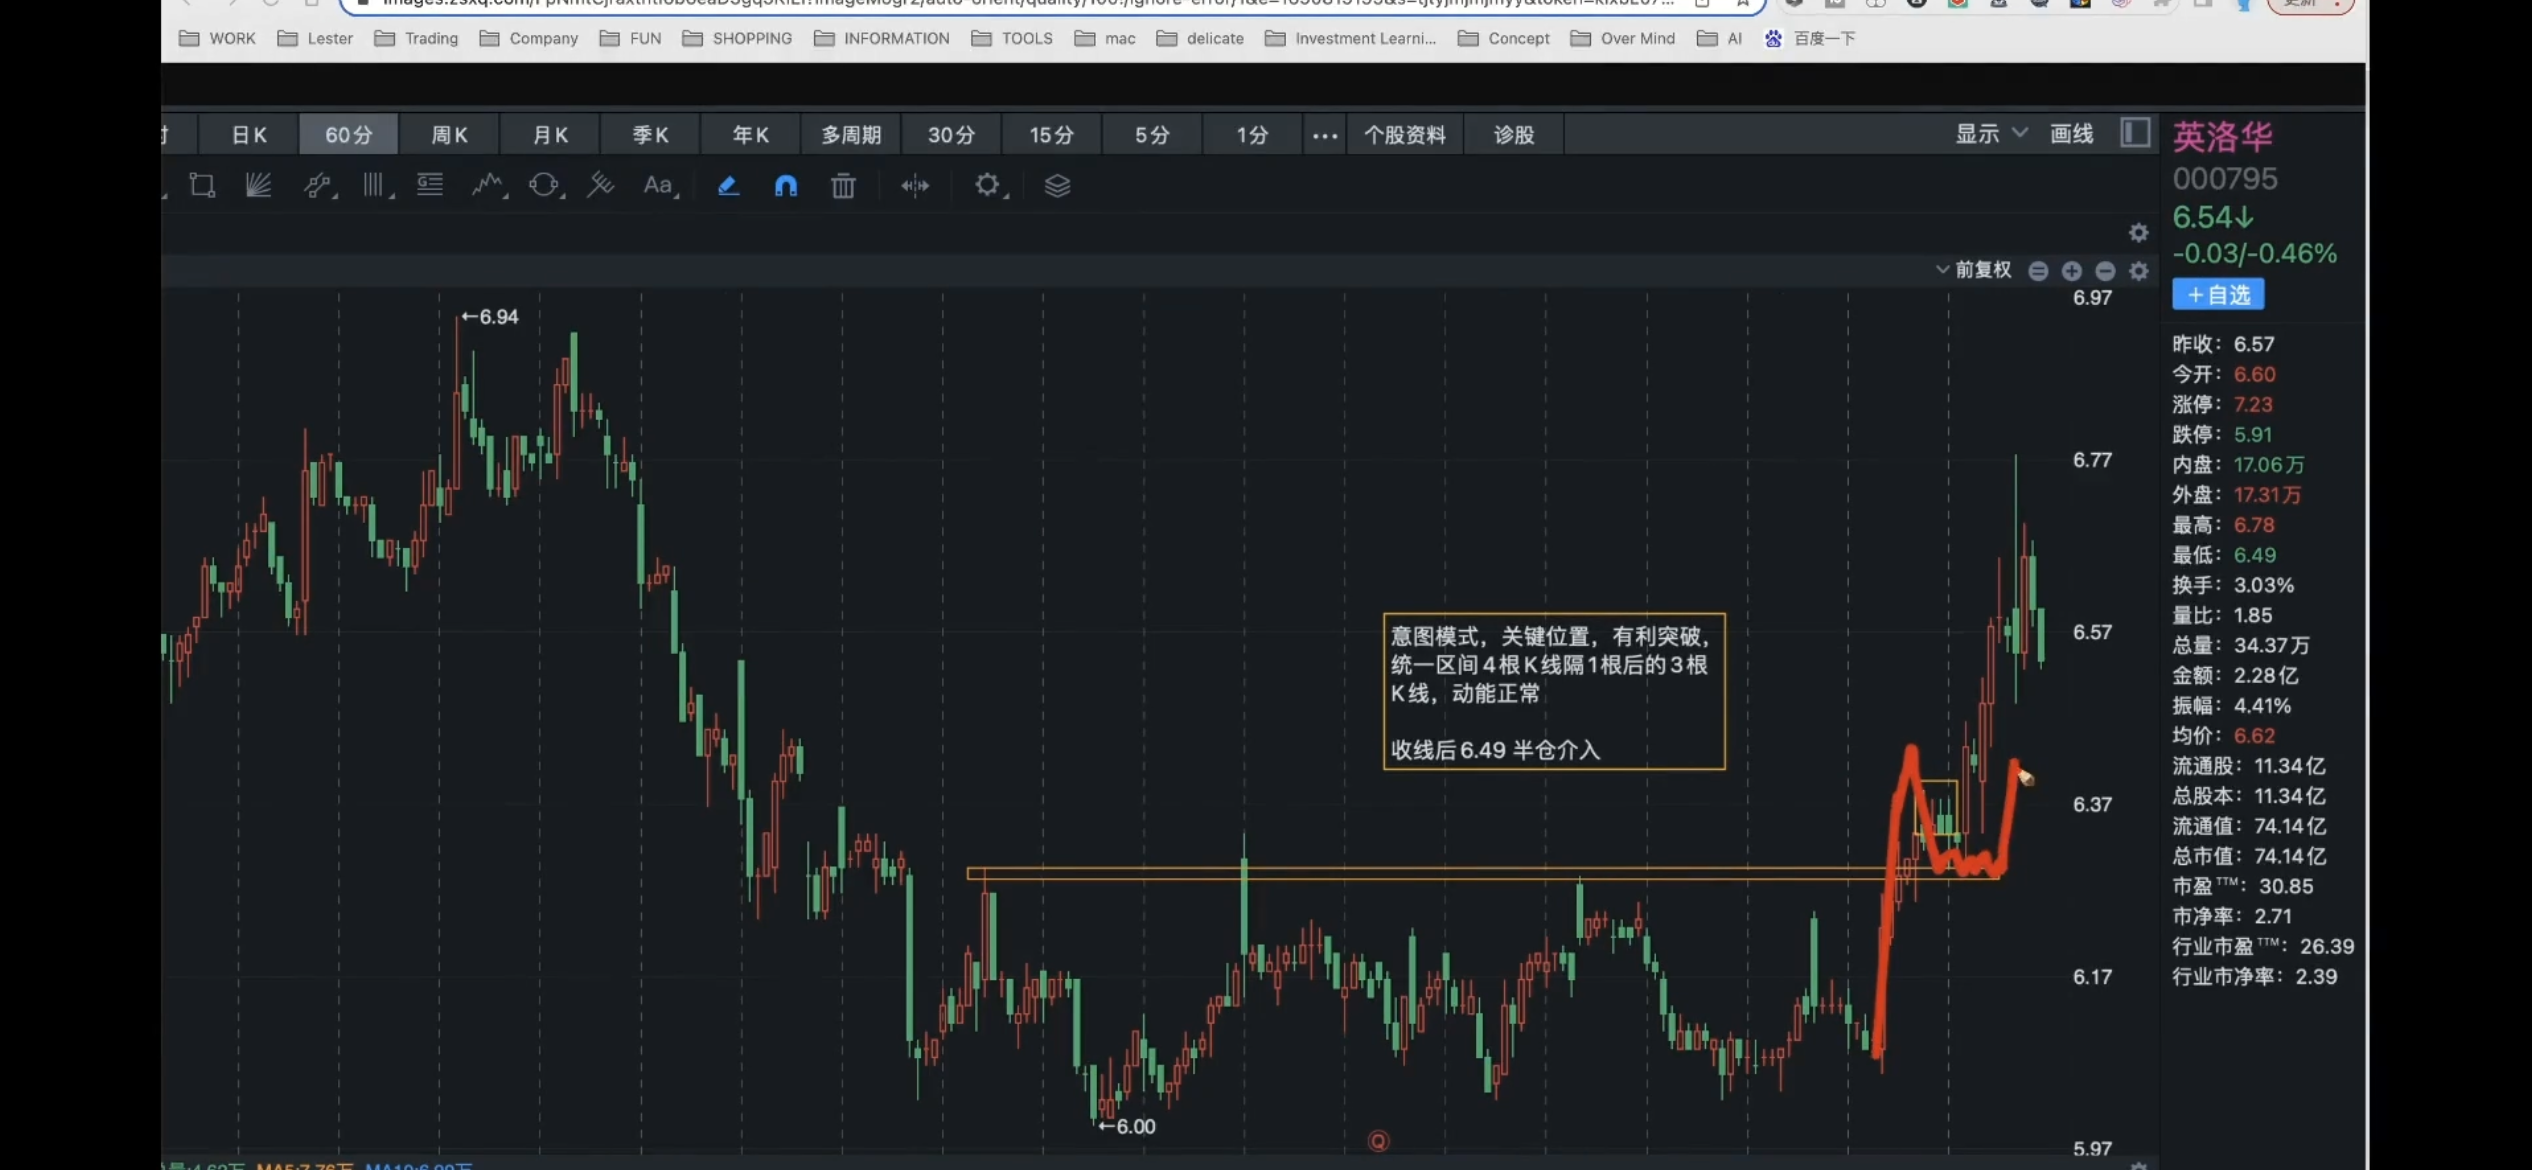 WORK Lester Trading Company FUN SHOPPING INFORMATION TOOLS mac delicate Investment Learni... Concept Over Mind AI 百度一下
日K 60分 周K 月K 季K 年K 多周期 30分 15分 5分 1分 ••• 个股资料 诊股 显示 画线
Aa
前复权
英洛华
000795
6.54↓
-0.03/-0.46%
+自选
昨收: 6.57
今开: 6.60
涨停: 7.23
跌停: 5.91
内盘: 17.06万
外盘: 17.31万
最高: 6.78
最低: 6.49
换手: 3.03%
量比: 1.85
总量: 34.37万
金额: 2.28亿
振幅: 4.41%
均价: 6.62
流通股: 11.34亿
总股本: 11.34亿
流通值: 74.14亿
总市值: 74.14亿
市盈TTM: 30.85
市净率: 2.71
行业市盈TTM: 26.39
行业市净率: 2.39
6.97
←6.94
6.77
6.57
意图模式，关键位置，有利突破，
统一区间4根K线隔1根后的3根
K线，动能正常
收线后6.49 半仓介入
6.37
6.17
←6.00
Q
5.97